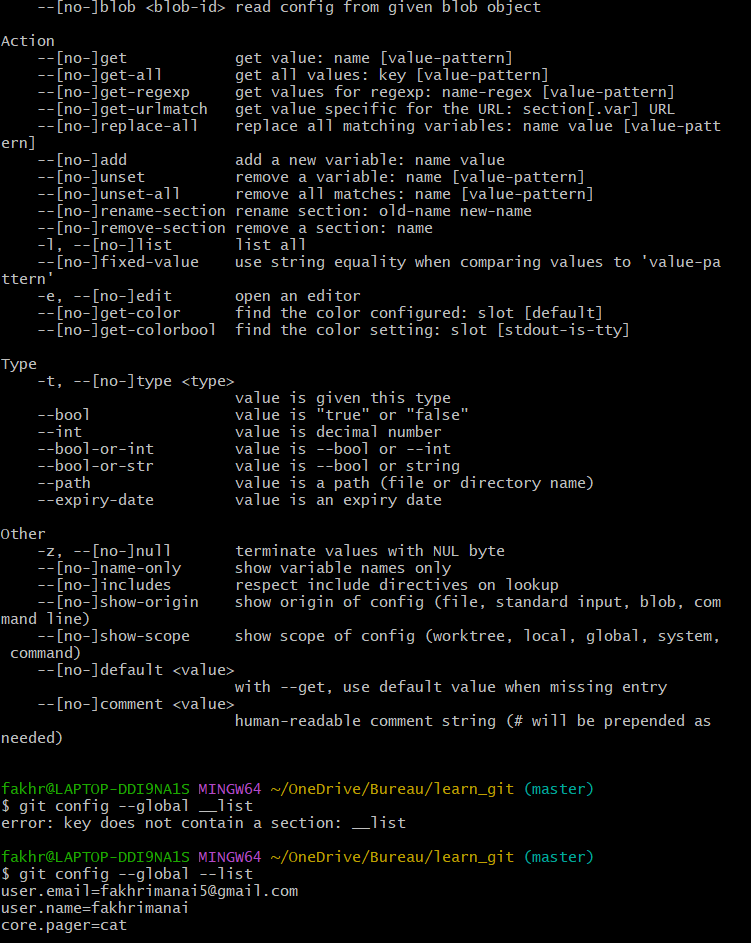 --[no-]blob <blob-id> read config from given blob object

Action
    --[no-]get            get value: name [value-pattern]
    --[no-]get-all        get all values: key [value-pattern]
    --[no-]get-regexp     get values for regexp: name-regex [value-pattern]
    --[no-]get-urlmatch   get value specific for the URL: section[.var] URL
    --[no-]replace-all    replace all matching variables: name value [value-patt
ern]
    --[no-]add            add a new variable: name value
    --[no-]unset          remove a variable: name [value-pattern]
    --[no-]unset-all      remove all matches: name [value-pattern]
    --[no-]rename-section rename section: old-name new-name
    --[no-]remove-section remove a section: name
    -l, --[no-]list       list all
    --[no-]fixed-value    use string equality when comparing values to 'value-pa
ttern'
    -e, --[no-]edit       open an editor
    --[no-]get-color      find the color configured: slot [default]
    --[no-]get-colorbool  find the color setting: slot [stdout-is-tty]

Type
    -t, --[no-]type <type>
                          value is given this type
    --bool                value is "true" or "false"
    --int                 value is decimal number
    --bool-or-int         value is --bool or --int
    --bool-or-str         value is --bool or string
    --path                value is a path (file or directory name)
    --expiry-date         value is an expiry date

Other
    -z, --[no-]null       terminate values with NUL byte
    --[no-]name-only      show variable names only
    --[no-]includes       respect include directives on lookup
    --[no-]show-origin    show origin of config (file, standard input, blob, com
mand line)
    --[no-]show-scope     show scope of config (worktree, local, global, system,
 command)
    --[no-]default <value>
                          with --get, use default value when missing entry
    --[no-]comment <value>
                          human-readable comment string (# will be prepended as
needed)

fakhr@LAPTOP-DDI9NA1S MINGW64 ~/OneDrive/Bureau/learn_git (master)
$ git config --global __list
error: key does not contain a section: __list

fakhr@LAPTOP-DDI9NA1S MINGW64 ~/OneDrive/Bureau/learn_git (master)
$ git config --global --list
user.email=fakhrimanai5@gmail.com
user.name=fakhrimanai
core.pager=cat